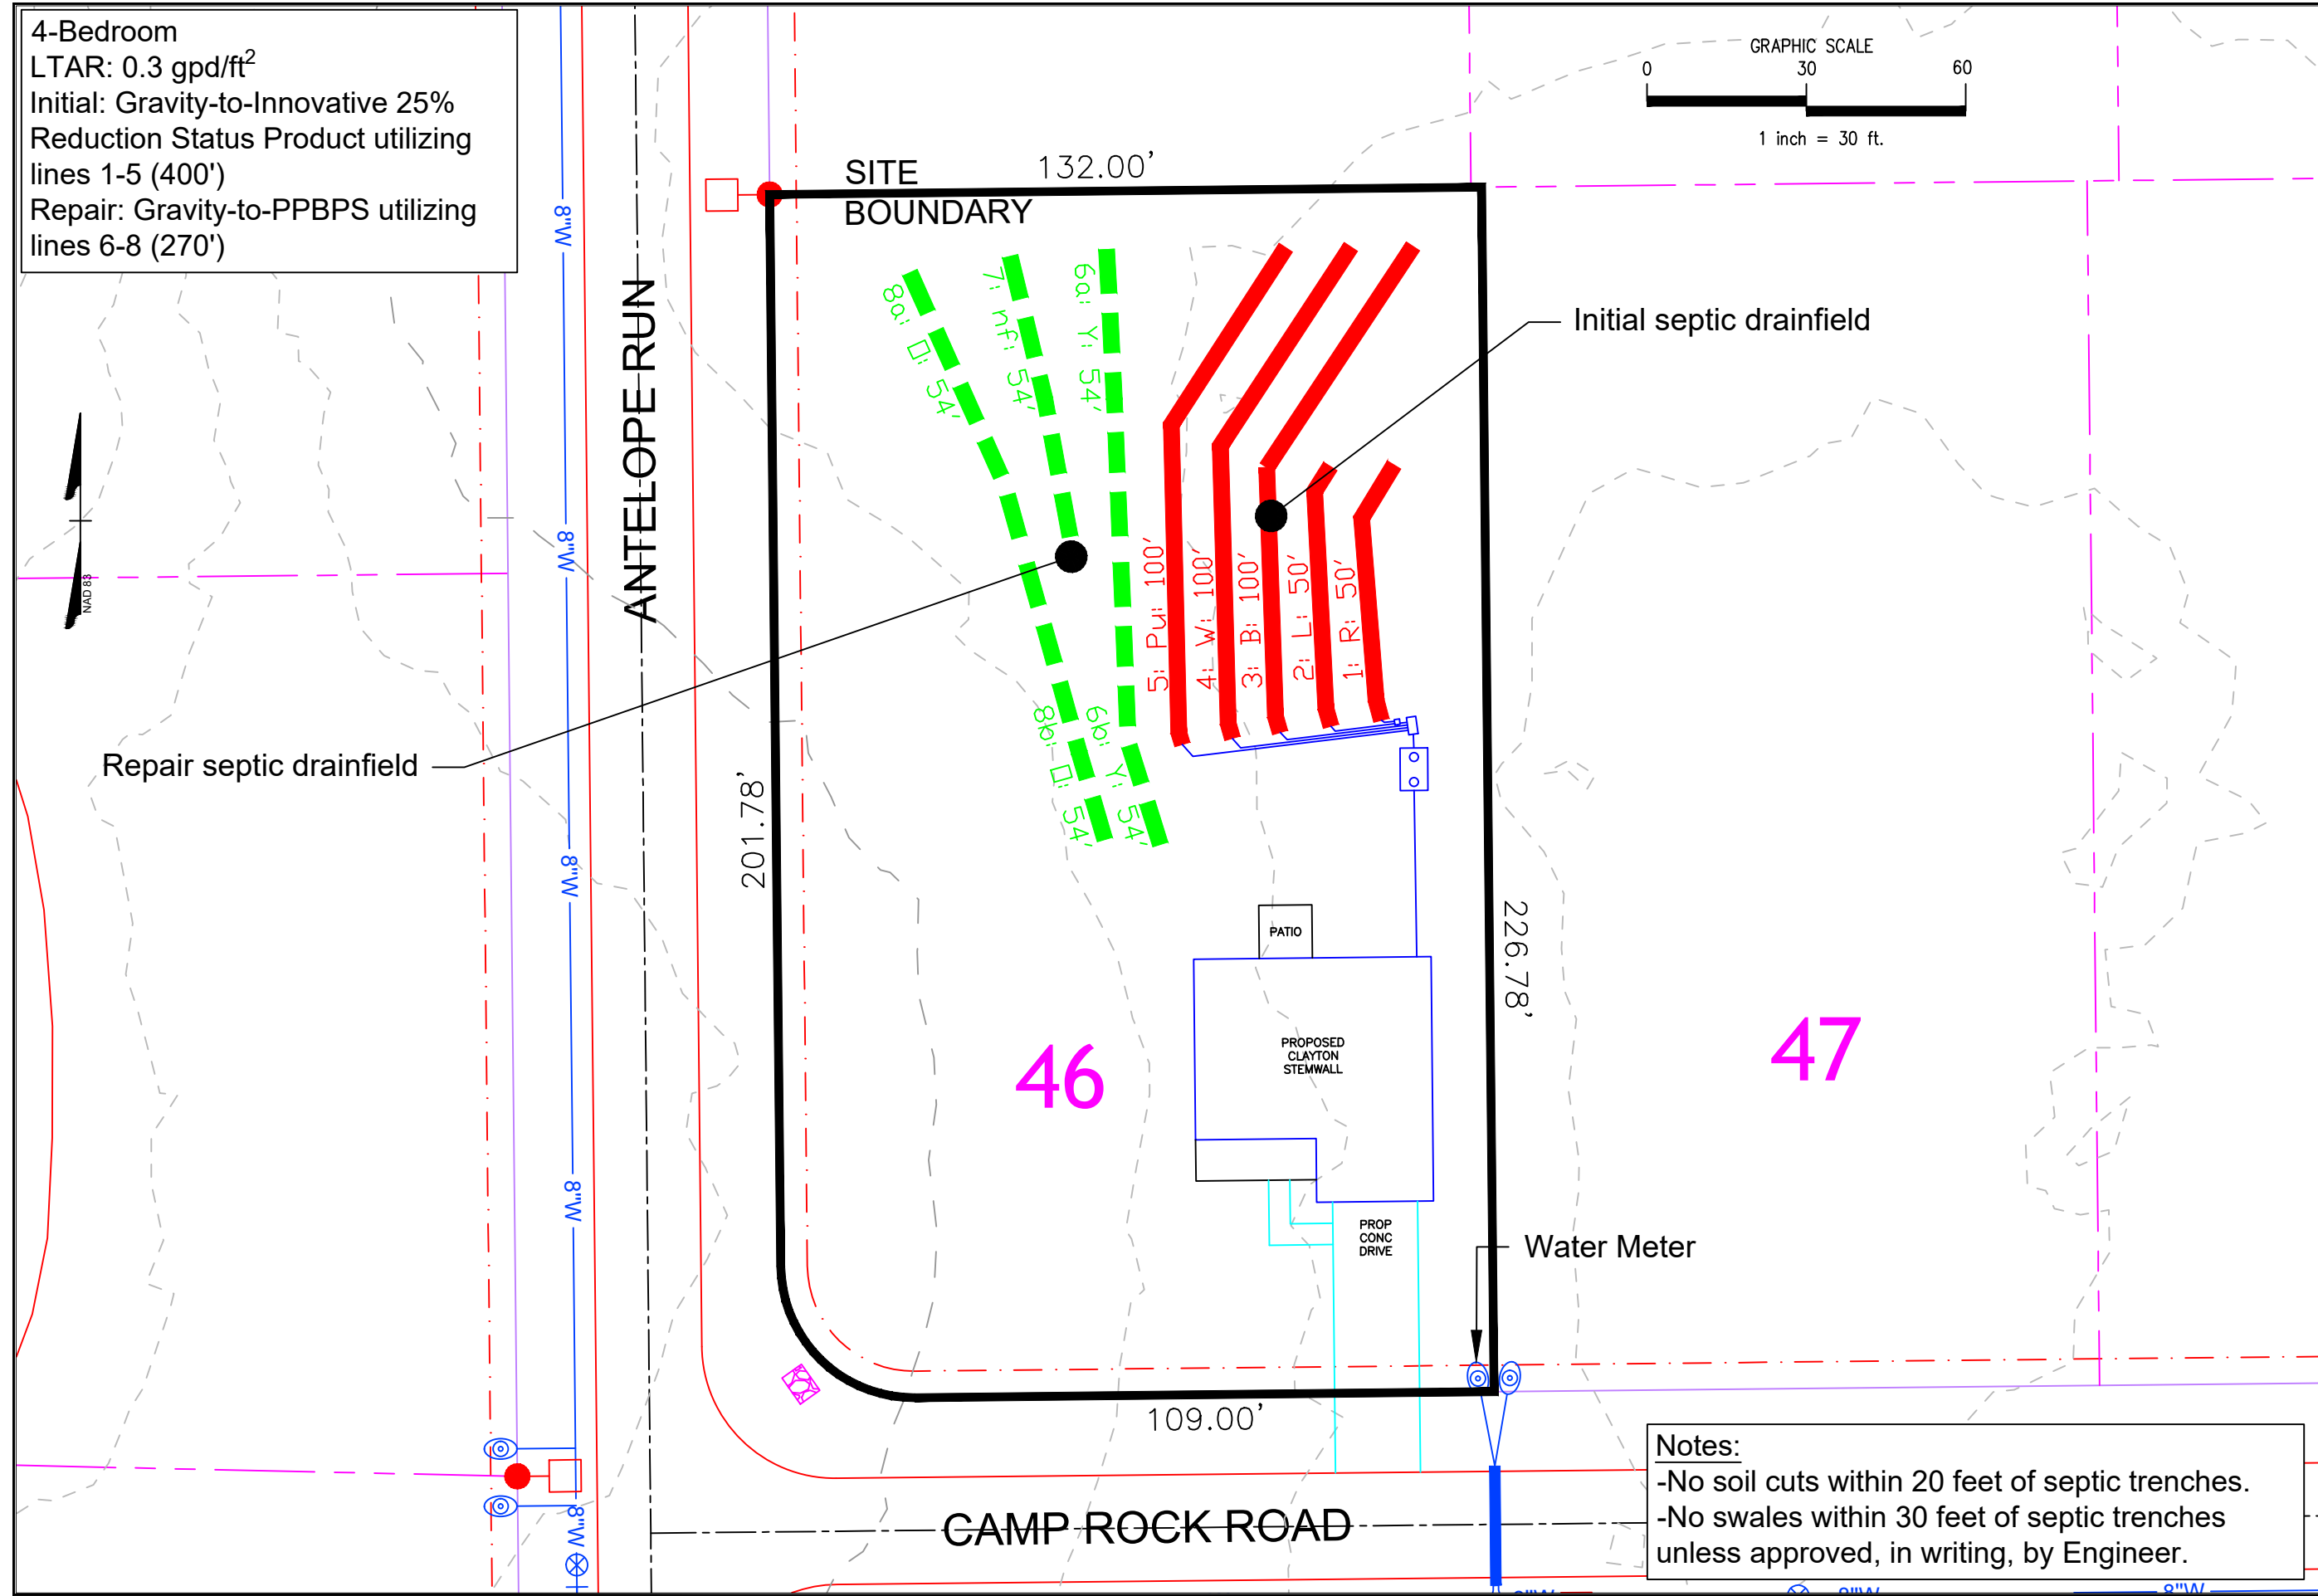 4-Bedroom
LTAR: 0.3 gpd/ft²
Initial: Gravity-to-Innovative 25%
Reduction Status Product utilizing
lines 1-5 (400')
Repair: Gravity-to-PPBPS utilizing
lines 6-8 (270')
GRAPHIC SCALE
0 30 60
1 inch = 30 ft.
SITE
BOUNDARY
132.00'
8"W
8"W
8"W
8"W
8"W
ANTELOPE RUN
NAD 83
8a: □: 54'
7: nf: 54'
6a: Y: 54'
Initial septic drainfield
5: Pu: 100'
4: W: 100'
3: B: 100'
2: L: 50'
1: R: 50'
8b: □: 54'
6b: Y: 54'
Repair septic drainfield
201.78'
226.78'
PATIO
PROPOSED
CLAYTON
STEMWALL
46
47
PROP
CONC
DRIVE
Water Meter
109.00'
CAMP ROCK ROAD
Notes:
-No soil cuts within 20 feet of septic trenches.
-No swales within 30 feet of septic trenches
unless approved, in writing, by Engineer.
8"W
8"W
8"W